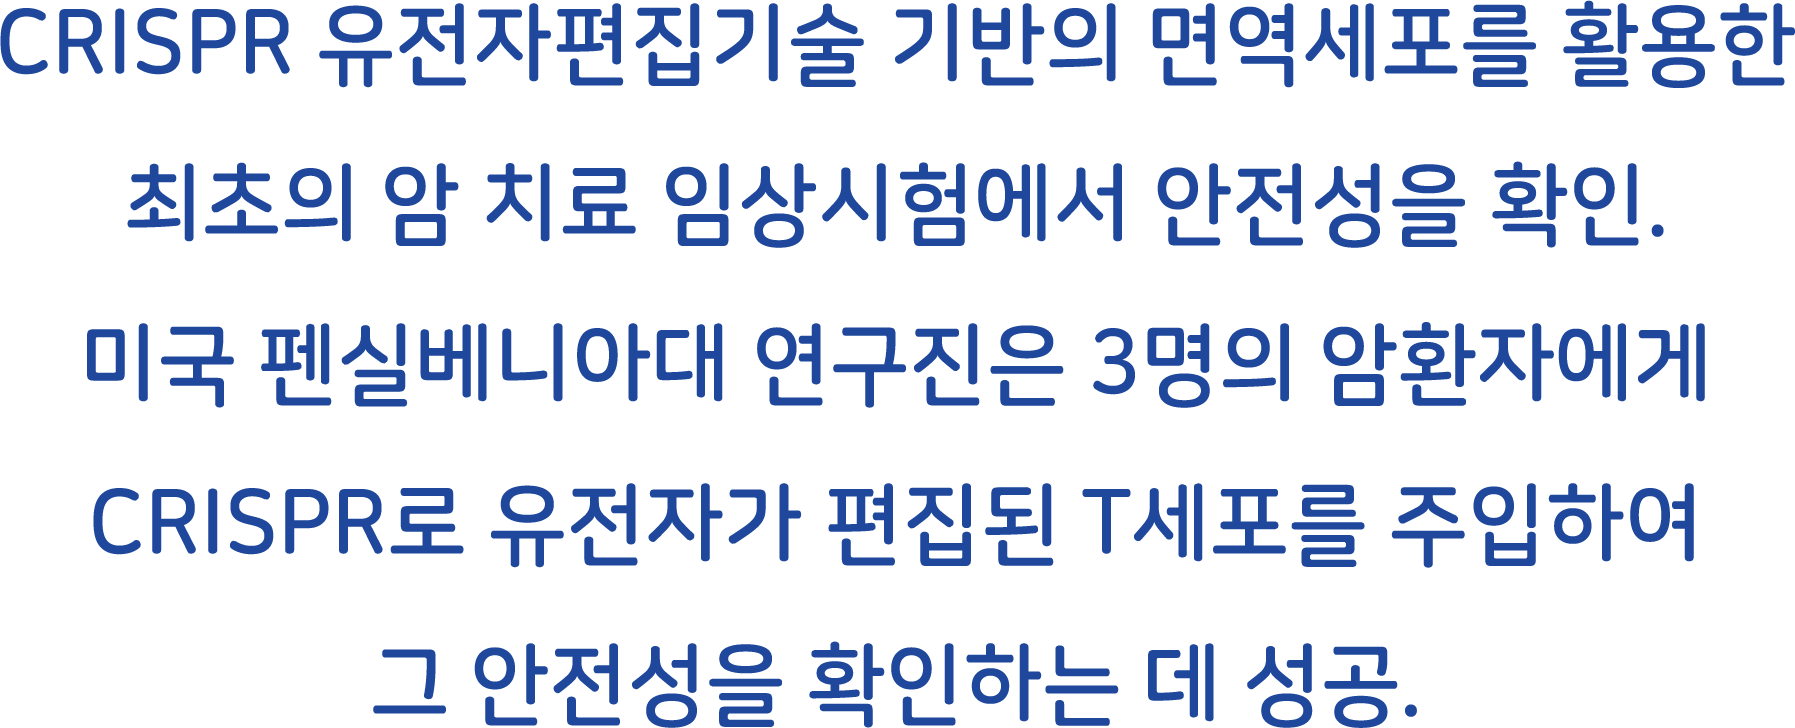 CRISPR 유전자편집기술 기반의 면역세포를 활용한
최초의 암 치료 임상시험에서 안전성을 확인.
미국 펜실베니아대 연구진은 3명의 암환자에게
CRISPR로 유전자가 편집된 T세포를 주입하여
그 안전성을 확인하는 데 성공.